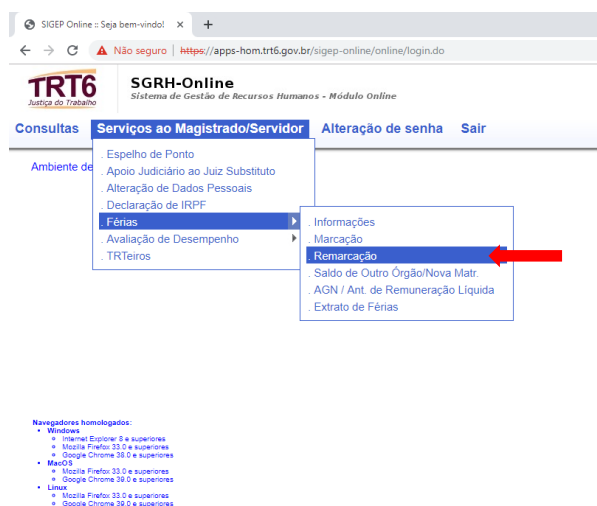 SIGEP Online :: Seja bem-vindo!
Não seguro | https://apps-hom.trt6.gov.br/sigep-online/online/login.do
TRT6
Justiça do Trabalho
SGRH-Online
Sistema de Gestão de Recursos Humanos - Módulo Online
Consultas Serviços ao Magistrado/Servidor Alteração de senha Sair
Ambiente de
. Espelho de Ponto
. Apoio Judiciário ao Juiz Substituto
. Alteração de Dados Pessoais
. Declaração de IRPF
. Férias
. Avaliação de Desempenho
. TRTeiros
. Informações
. Marcação
. Remarcação
. Saldo de Outro Órgão/Nova Matr.
. AGN / Ant. de Remuneração Líquida
. Extrato de Férias
Navegadores homologados:
• Windows
Internet Explorer 8 e superiores
Mozilla Firefox 33.0 e superiores
Google Chrome 38.0 e superiores
• MacOS
Mozilla Firefox 33.0 e superiores
Google Chrome 39.0 e superiores
• Linux
Mozilla Firefox 33.0 e superiores
Google Chrome 39.0 e superiores